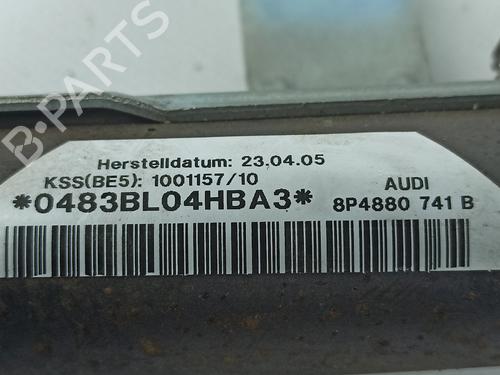 B-PARTS
Herstelldatum: 23.04.05
KSS(BE5): 1001157/10
AUDI
*0483BL04HBA3*
8P4880 741 B